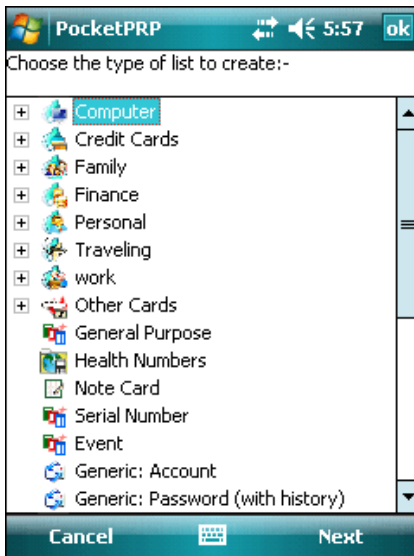 PocketPRP 5:57 ok
Choose the type of list to create:-
Computer
Credit Cards
Family
Finance
Personal
Traveling
work
Other Cards
General Purpose
Health Numbers
Note Card
Serial Number
Event
Generic: Account
Generic: Password (with history)
Cancel Next